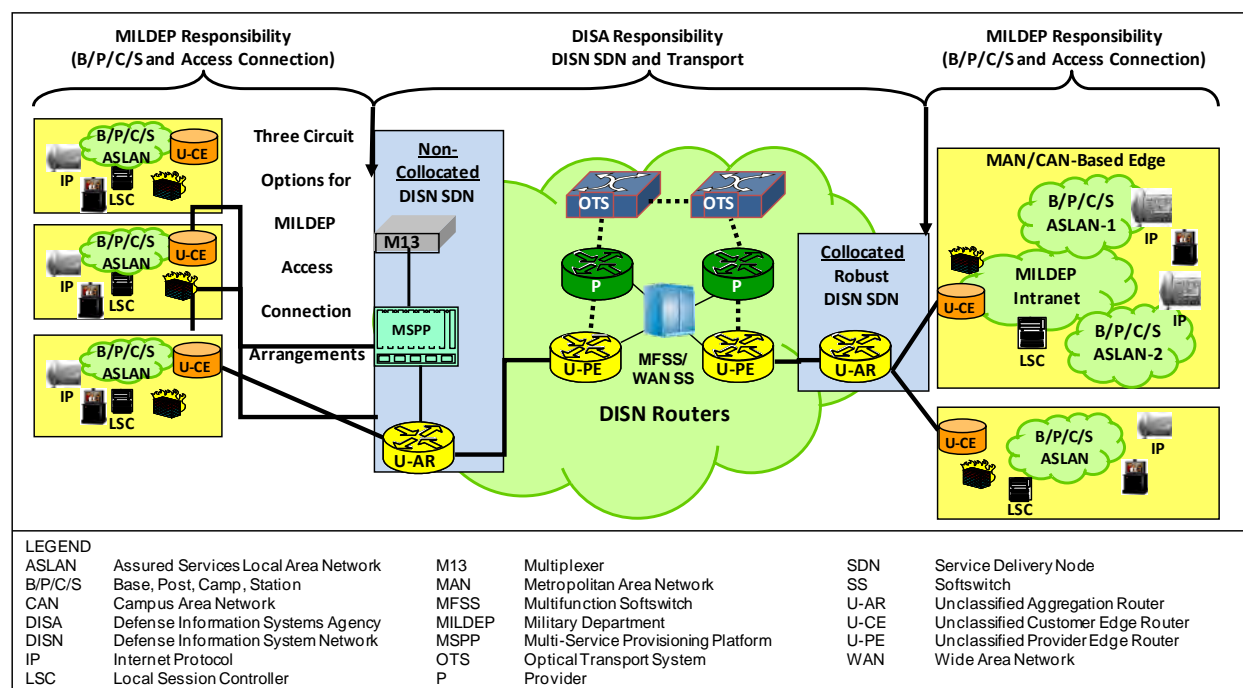 MILDEP Responsibility
(B/P/C/S and Access Connection)
DISA Responsibility
DISN SDN and Transport
MILDEP Responsibility
(B/P/C/S and Access Connection)
B/P/C/S
ASLAN
U-CE
IP
LSC
B/P/C/S
ASLAN
U-CE
IP
LSC
B/P/C/S
ASLAN
U-CE
IP
LSC
Three Circuit
Options for
MILDEP
Access
Connection
Arrangements
Non-
Collocated
DISN SDN
M13
MSPP
U-AR
OTS
OTS
P
P
U-PE
U-PE
MFSS/
WAN SS
DISN Routers
Collocated
Robust
DISN SDN
U-AR
MAN/CAN-Based Edge
B/P/C/S
ASLAN-1
IP
MILDEP
Intranet
U-CE
LSC
IP
B/P/C/S
ASLAN-2
U-CE
B/P/C/S
ASLAN
IP
LSC
LEGEND
ASLAN Assured Services Local Area Network
B/P/C/S Base, Post, Camp, Station
CAN Campus Area Network
DISA Defense Information Systems Agency
DISN Defense Information System Network
IP Internet Protocol
LSC Local Session Controller
M13 Multiplexer
MAN Metropolitan Area Network
MFSS Multifunction Softswitch
MILDEP Military Department
MSPP Multi-Service Provisioning Platform
OTS Optical Transport System
P Provider
SDN Service Delivery Node
SS Softswitch
U-AR Unclassified Aggregation Router
U-CE Unclassified Customer Edge Router
U-PE Unclassified Provider Edge Router
WAN Wide Area Network